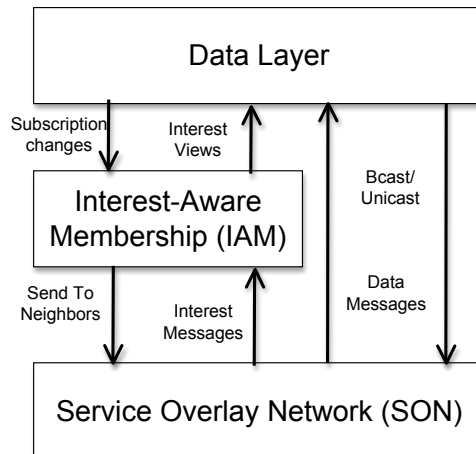 Data Layer
Subscription
changes
Interest
Views
Bcast/
Unicast
Interest-Aware
Membership (IAM)
Send To
Neighbors
Interest
Messages
Data
Messages
Service Overlay Network (SON)